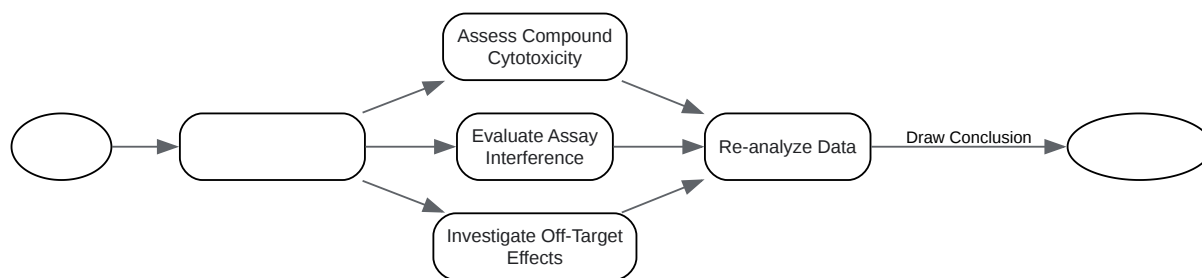 Assess Compound
Cytotoxicity
Evaluate Assay
Interference
Investigate Off-Target
Effects
Re-analyze Data
Draw Conclusion